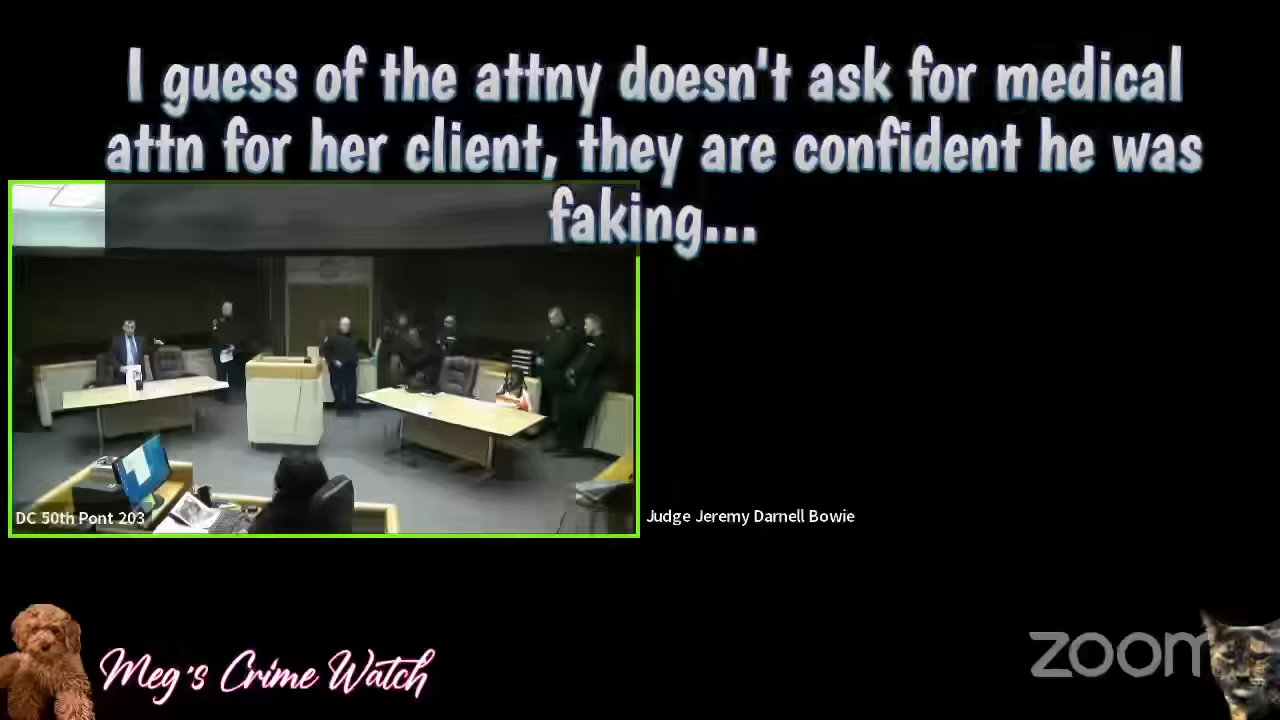 I guess of the attny doesn't ask for medical
attn for her client, they are confident he was
faking...
DC 50th Pont 203
Judge Jeremy Darnell Bowie
Meg's Crime Watch
zoom